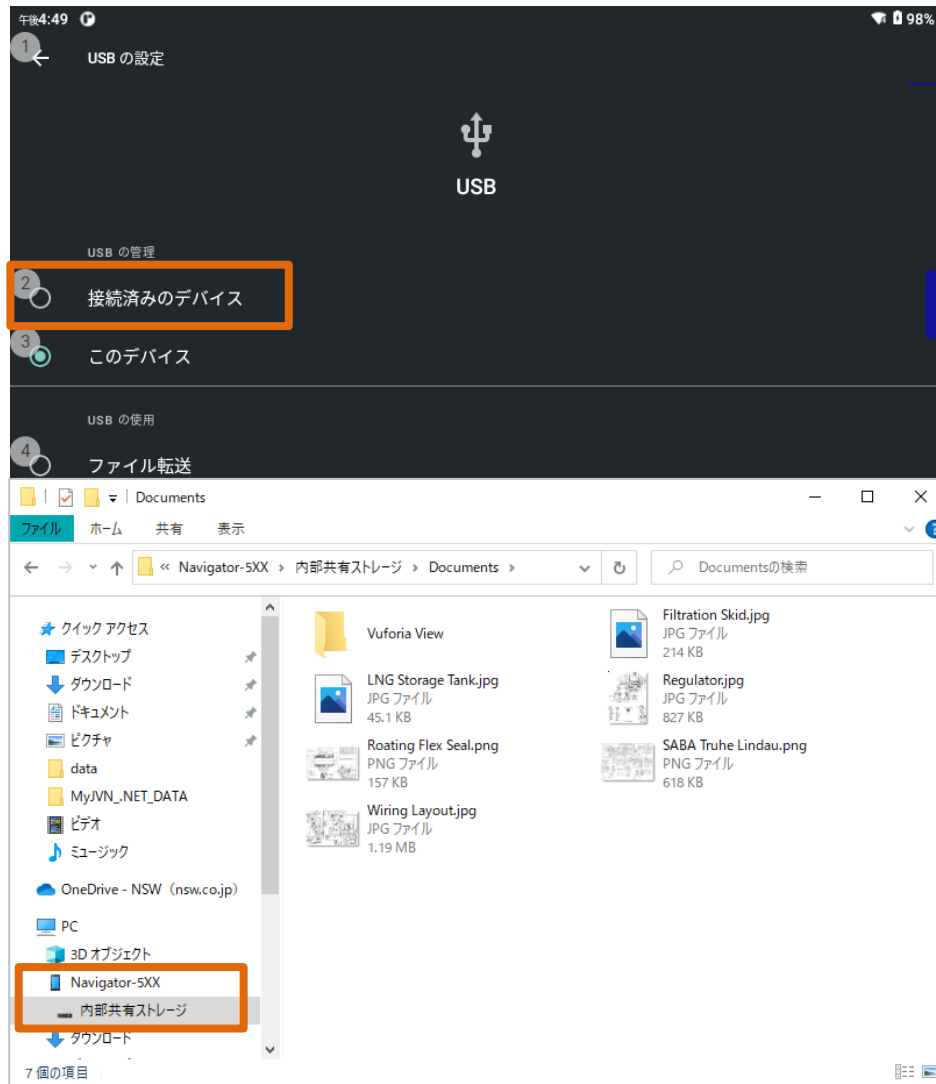 午後4:49 98%
1
USB の設定
USB
USB の管理
2
接続済みのデバイス
3
このデバイス
USB の使用
4
ファイル転送
Documents
ファイル ホーム 共有 表示
« Navigator-5XX › 内部共有ストレージ › Documents › Documentsの検索
クイック アクセス
デスクトップ
ダウンロード
ドキュメント
ピクチャ
data
MyJVN_.NET_DATA
ビデオ
ミュージック
OneDrive - NSW（nsw.co.jp）
PC
3D オブジェクト
Navigator-5XX
内部共有ストレージ
ダウンロード
Vuforia View
Filtration Skid.jpg
JPG ファイル
214 KB
LNG Storage Tank.jpg
JPG ファイル
45.1 KB
Regulator.jpg
JPG ファイル
827 KB
Roating Flex Seal.png
PNG ファイル
157 KB
SABA Truhe Lindau.png
PNG ファイル
618 KB
Wiring Layout.jpg
JPG ファイル
1.19 MB
7 個の項目